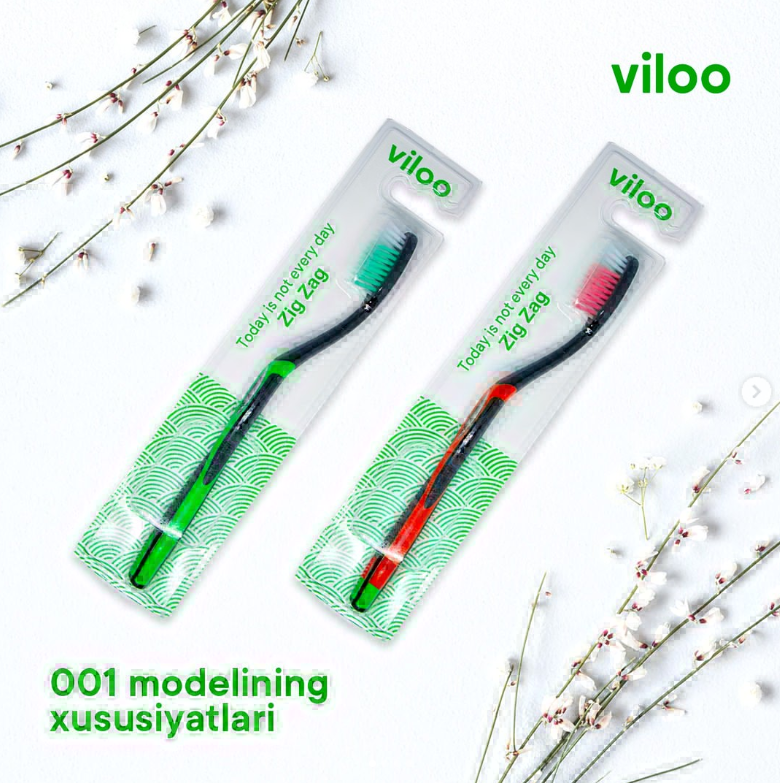 viloo
viloo
Today is not every day
Zig Zag
viloo
Today is not every day
Zig Zag
001 modelining
xususiyatlari